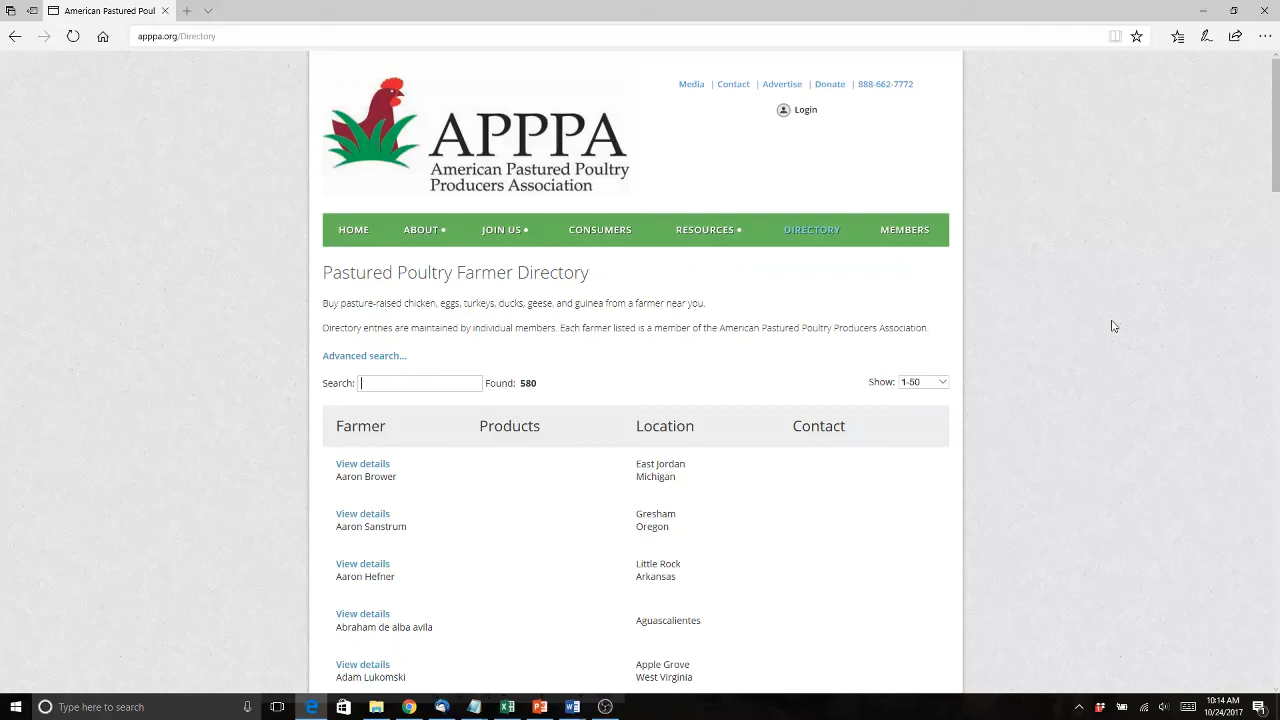 American Pastured Poul
apppa.org/Directory
Media | Contact | Advertise | Donate | 888-662-7772
Login
APPPA
American Pastured Poultry
Producers Association
HOME ABOUT JOIN US CONSUMERS RESOURCES DIRECTORY MEMBERS
Pastured Poultry Farmer Directory
Buy pasture-raised chicken, eggs, turkeys, ducks, geese, and guinea from a farmer near you.
Directory entries are maintained by individual members. Each farmer listed is a member of the American Pastured Poultry Producers Association.
Advanced search...
Search: Found: 580 Show: 1-50
Farmer Products Location Contact
View details East Jordan
Aaron Brower Michigan
View details Gresham
Aaron Sanstrum Oregon
View details Little Rock
Aaron Hefner Arkansas
View details
Abraham de alba avila Aguascalientes
View details Apple Grove
Adam Lukomski West Virginia
Type here to search
10:14 AM
10/24/2017